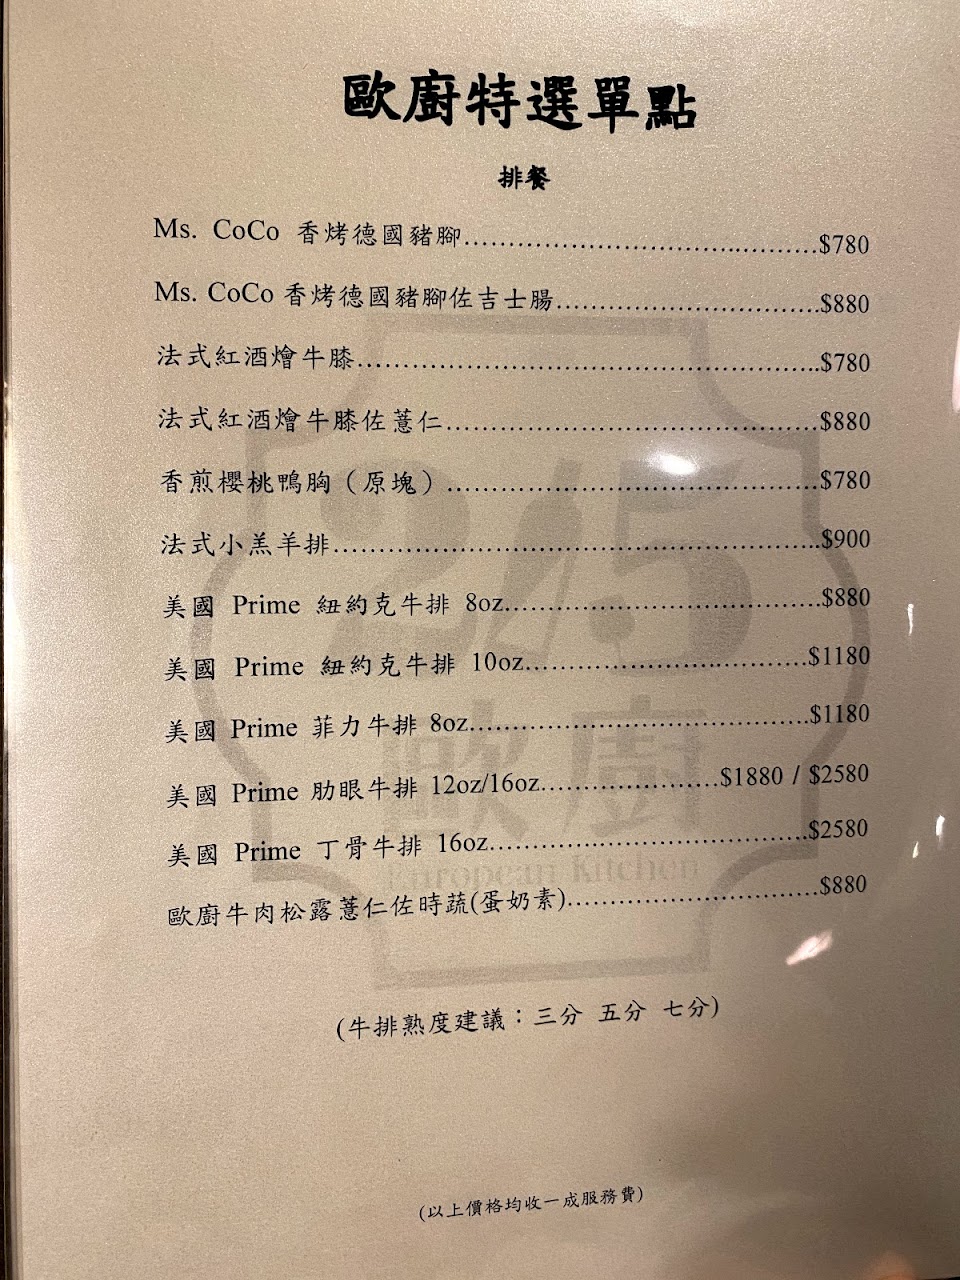 歐廚特選單點
排餐
Ms. CoCo 香烤德國豬腳……………………………………$780
Ms. CoCo 香烤德國豬腳佐吉士腸…………………………$880
法式紅酒燴牛膝……………………………………………$780
法式紅酒燴牛膝佐薏仁……………………………………$880
香煎櫻桃鴨胸（原塊）……………………………………$780
法式小羔羊排………………………………………………$900
美國 Prime 紐約克牛排 8oz………………………………$880
美國 Prime 紐約克牛排 10oz……………………………$1180
美國 Prime 菲力牛排 8oz…………………………………$1180
美國 Prime 肋眼牛排 12oz/16oz…………………$1880 / $2580
美國 Prime 丁骨牛排 16oz………………………………$2580
歐廚牛肉松露薏仁佐時蔬(蛋奶素)………………………$880
(牛排熟度建議：三分 五分 七分)
(以上價格均收一成服務費)
245
歐廚
European Kitchen